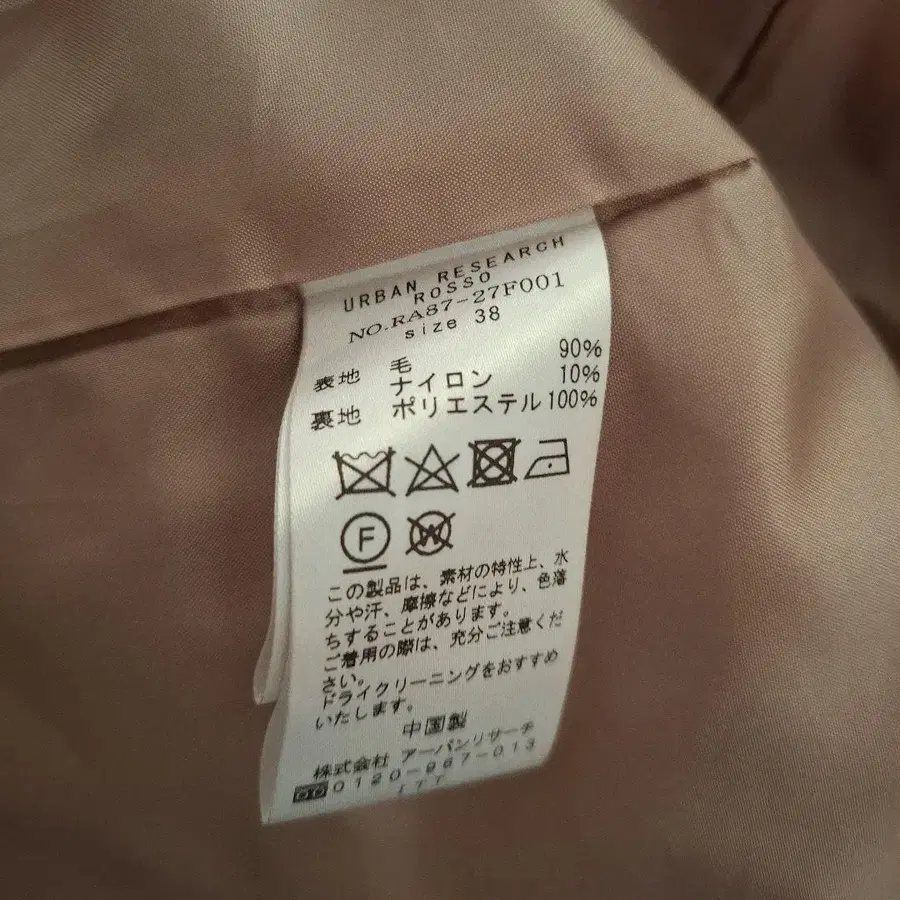 URBAN RESEARCH
ROSSO
NO.RA87-27F001
size 38
表地 毛 90%
ナイロン 10%
裏地 ポリエステル 100%
F
W
この製品は、素材の特性上、水
分や汗、摩擦などにより、色落
ちすることがあります。
ご着用の際は、充分ご注意くだ
さい。
ドライクリーニングをおすすめ
いたします。
中国製
株式会社 アーバンリサーチ
0120-967-013